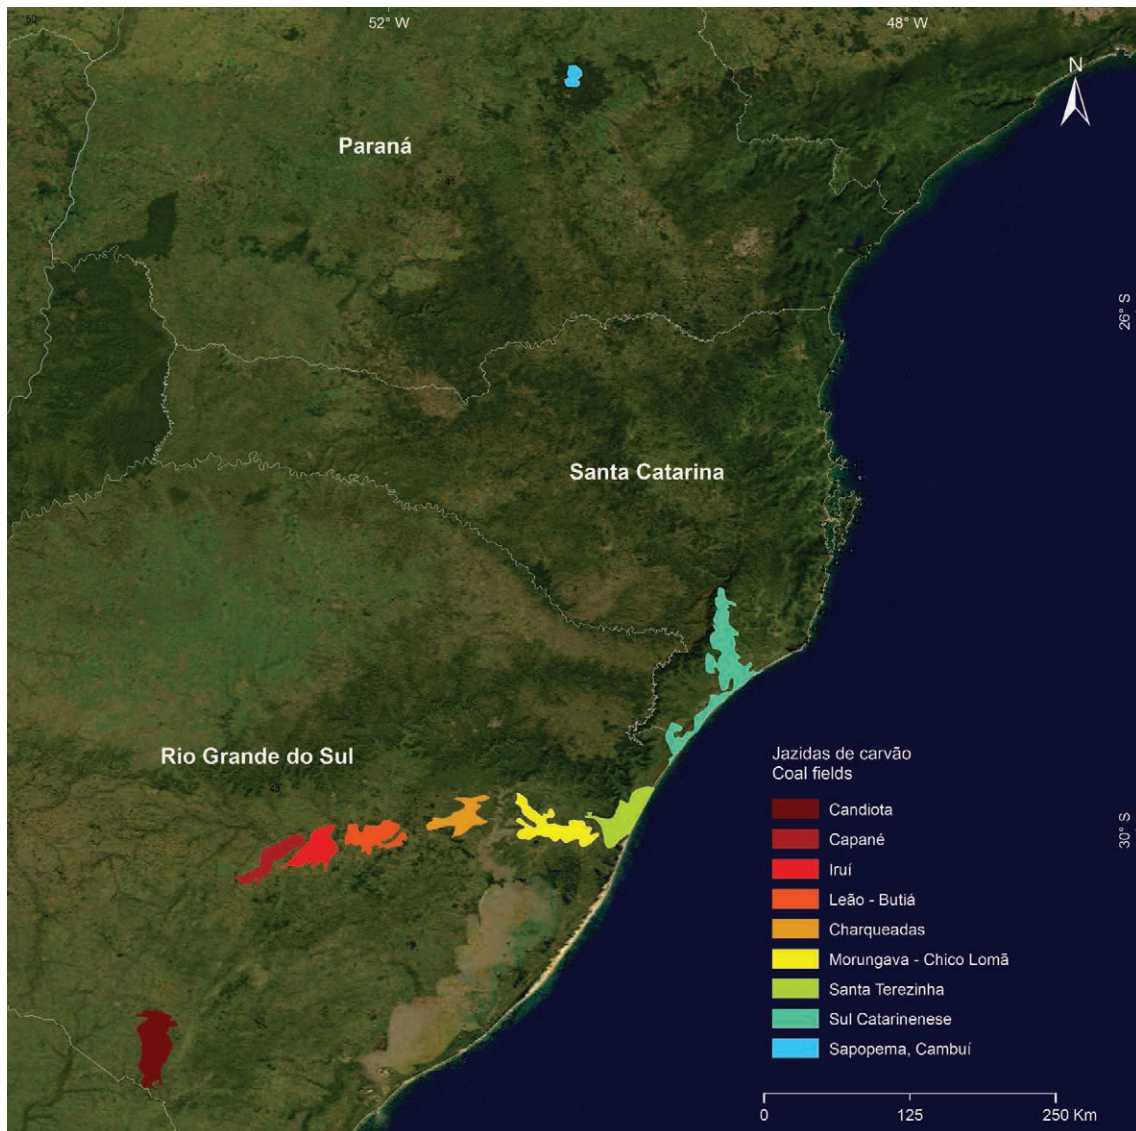 52° W
48° W
N
Paraná
26° S
Santa Catarina
Rio Grande do Sul
Jazidas de carvão
Coal fields
30° S
Candiota
Capané
Iruí
Leão - Butiá
Charqueadas
Morungava - Chico Lomã
Santa Terezinha
Sul Catarinenese
Sapopema, Cambuí
0 125 250 Km